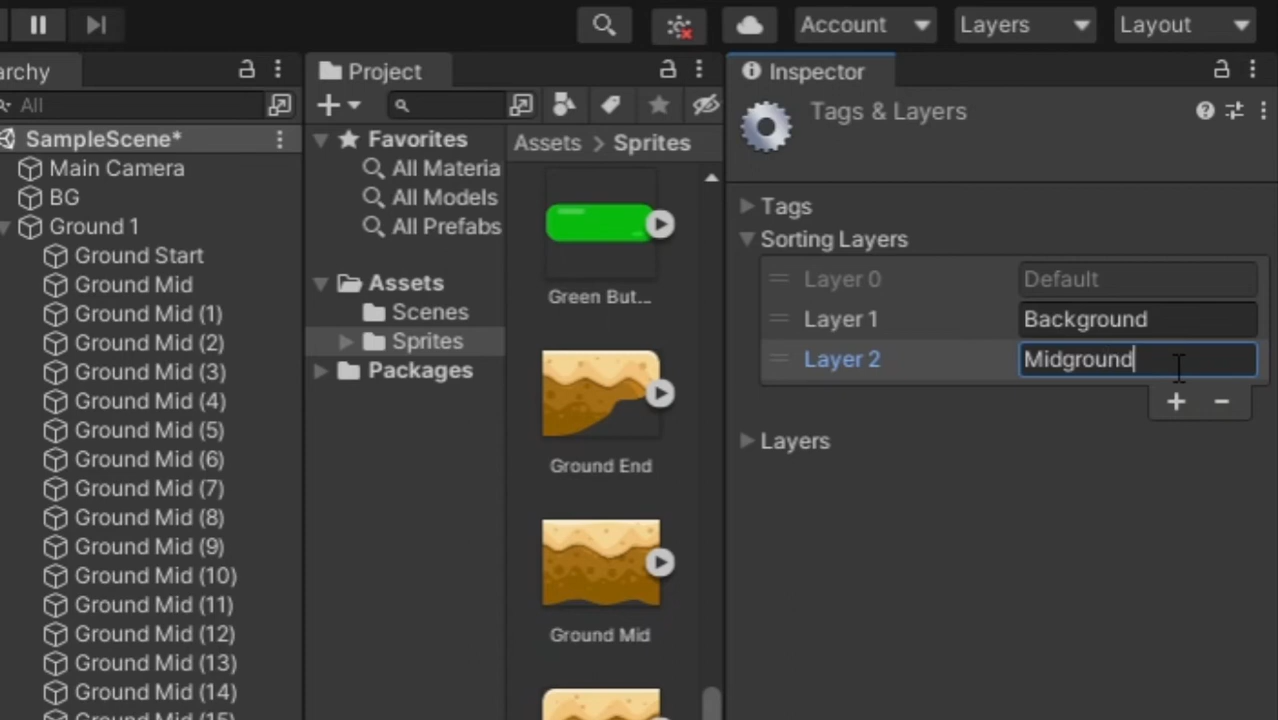 Account
Layers
Layout
archy
All
SampleScene*
Main Camera
BG
Ground 1
Ground Start
Ground Mid
Ground Mid (1)
Ground Mid (2)
Ground Mid (3)
Ground Mid (4)
Ground Mid (5)
Ground Mid (6)
Ground Mid (7)
Ground Mid (8)
Ground Mid (9)
Ground Mid (10)
Ground Mid (11)
Ground Mid (12)
Ground Mid (13)
Ground Mid (14)
Ground Mid (15)
Project
Favorites
All Materia
All Models
All Prefabs
Assets
Scenes
Sprites
Packages
Assets > Sprites
Green But...
Ground End
Ground Mid
Inspector
Tags & Layers
Tags
Sorting Layers
Layer 0 Default
Layer 1 Background
Layer 2 Midground
Layers